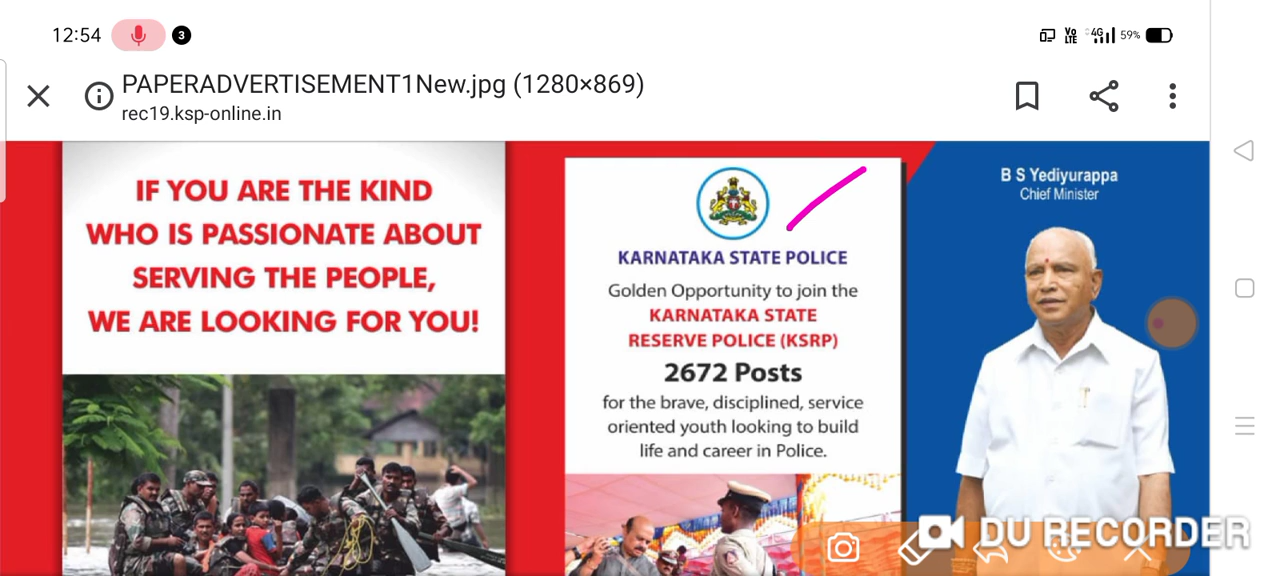 12:54
3
Vo
LTE
4G
59%
PAPERADVERTISEMENT1New.jpg (1280×869)
rec19.ksp-online.in
IF YOU ARE THE KIND
WHO IS PASSIONATE ABOUT
SERVING THE PEOPLE,
WE ARE LOOKING FOR YOU!
KARNATAKA STATE POLICE
Golden Opportunity to join the
KARNATAKA STATE
RESERVE POLICE (KSRP)
2672 Posts
for the brave, disciplined, service
oriented youth looking to build
life and career in Police.
B S Yediyurappa
Chief Minister
DU RECORDER